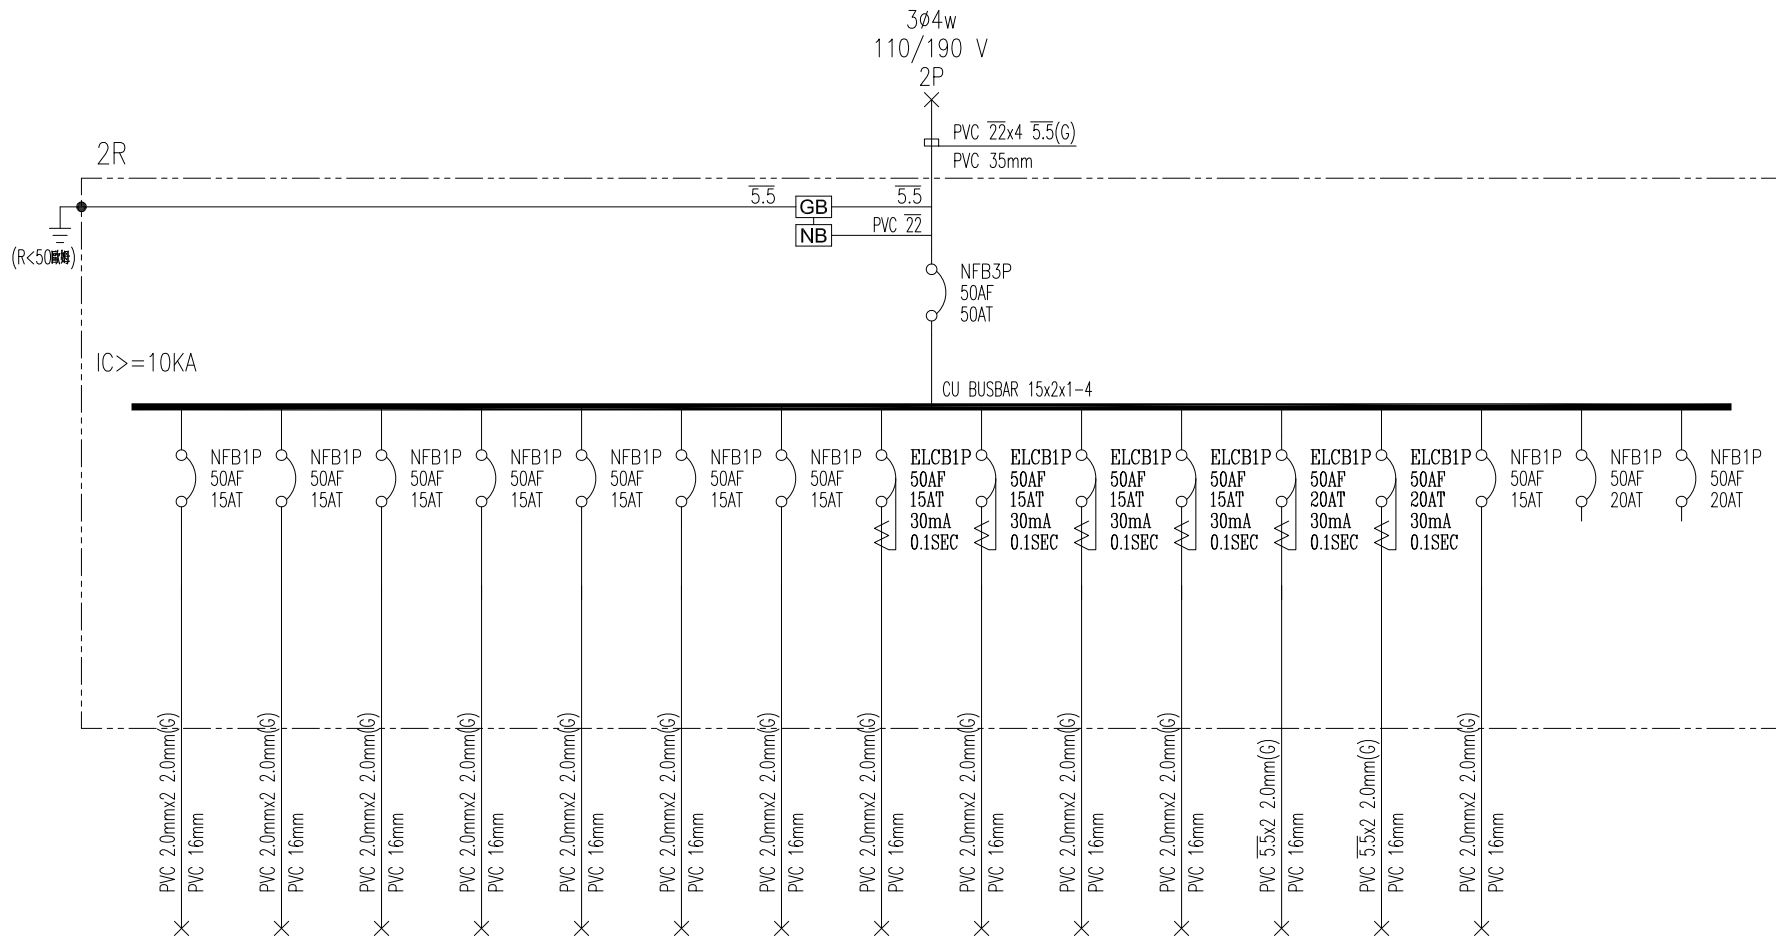 3ø4w
110/190 V
2P
PVC 22x4 5.5(G)
PVC 35mm
2R
5.5
GB
5.5
NB
PVC 22
(R<50歐姆)
NFB3P
50AF
50AT
IC>=10KA
CU BUSBAR 15x2x1-4
NFB1P
50AF
15AT
NFB1P
50AF
15AT
NFB1P
50AF
15AT
NFB1P
50AF
15AT
NFB1P
50AF
15AT
NFB1P
50AF
15AT
NFB1P
50AF
15AT
ELCB1P
50AF
15AT
30mA
0.1SEC
ELCB1P
50AF
15AT
30mA
0.1SEC
ELCB1P
50AF
15AT
30mA
0.1SEC
ELCB1P
50AF
15AT
30mA
0.1SEC
ELCB1P
50AF
20AT
30mA
0.1SEC
ELCB1P
50AF
20AT
30mA
0.1SEC
NFB1P
50AF
15AT
NFB1P
50AF
20AT
NFB1P
50AF
20AT
PVC 2.0mmx2 2.0mm(G)
PVC 16mm
PVC 2.0mmx2 2.0mm(G)
PVC 16mm
PVC 2.0mmx2 2.0mm(G)
PVC 16mm
PVC 2.0mmx2 2.0mm(G)
PVC 16mm
PVC 2.0mmx2 2.0mm(G)
PVC 16mm
PVC 2.0mmx2 2.0mm(G)
PVC 16mm
PVC 2.0mmx2 2.0mm(G)
PVC 16mm
PVC 2.0mmx2 2.0mm(G)
PVC 16mm
PVC 2.0mmx2 2.0mm(G)
PVC 16mm
PVC 2.0mmx2 2.0mm(G)
PVC 16mm
PVC 2.0mmx2 2.0mm(G)
PVC 16mm
PVC 5.5x2 2.0mm(G)
PVC 16mm
PVC 5.5x2 2.0mm(G)
PVC 16mm
PVC 2.0mmx2 2.0mm(G)
PVC 16mm